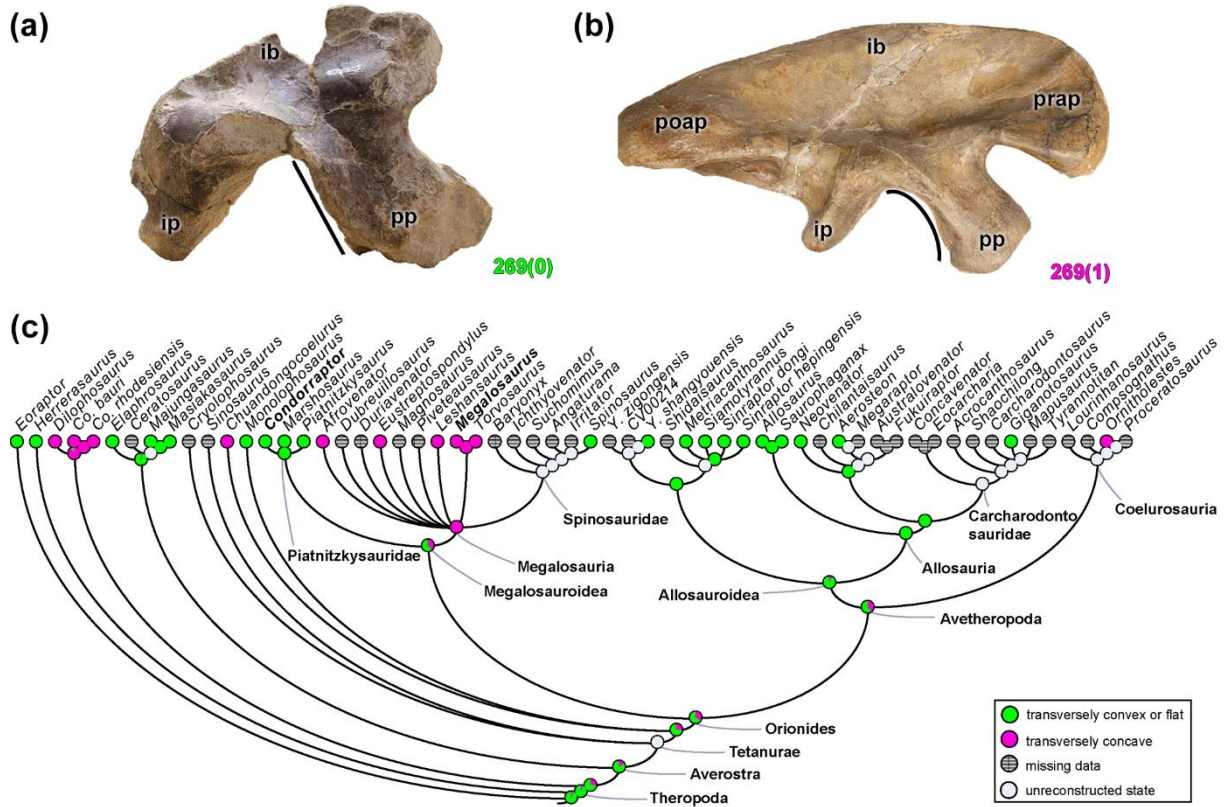 (a)
ib
ip
pp
269(0)
(b)
ib
poap
prap
ip
pp
269(1)
(c)
Eoraptor
Herrerasaurus
Dilophosaurus
Co. bauri
Co. rhodesiensis
Elaphrosaurus
Ceratosaurus
Majungasaurus
Masiakasaurus
Cryolophosaurus
Sinosaurus
Chuandongocoelurus
Monolophosaurus
Condorraptor
Marshosaurus
Piatnitzkysaurus
Afrovenator
Dubreuillosaurus
Duriavenator
Eustreptospondylus
Magnosaurus
Piveteausaurus
Leshansaurus
Megalosaurus
Torvosaurus
Baryonyx
Ichthyovenator
Suchomimus
Angaturama
Irritator
Spinosaurus
Y. zigongensis
CV00214
Y. shangyouensis
Shidaisaurus
Metriacanthosaurus
Siamotyrannus
Sinraptor dongi
Sinraptor hepingensis
Allosaurus
Saurophaganax
Neovenator
Chilantaisaurus
Aerosteon
Megaraptor
Australovenator
Fukuiraptor
Concavenator
Eocarcharia
Acrocanthosaurus
Shaochilong
Carcharodontosaurus
Giganotosaurus
Mapusaurus
Tyrannotitan
Lourinhanosaurus
Compsognathus
Ornitholestes
Proceratosaurus
Piatnitzkysauridae
Spinosauridae
Megalosauria
Megalosauroidea
Carcharodonto
sauridae
Coelurosauria
Allosauria
Allosauroidea
Avetheropoda
Orionides
Tetanurae
Averostra
Theropoda
transversely convex or flat
transversely concave
missing data
unreconstructed state